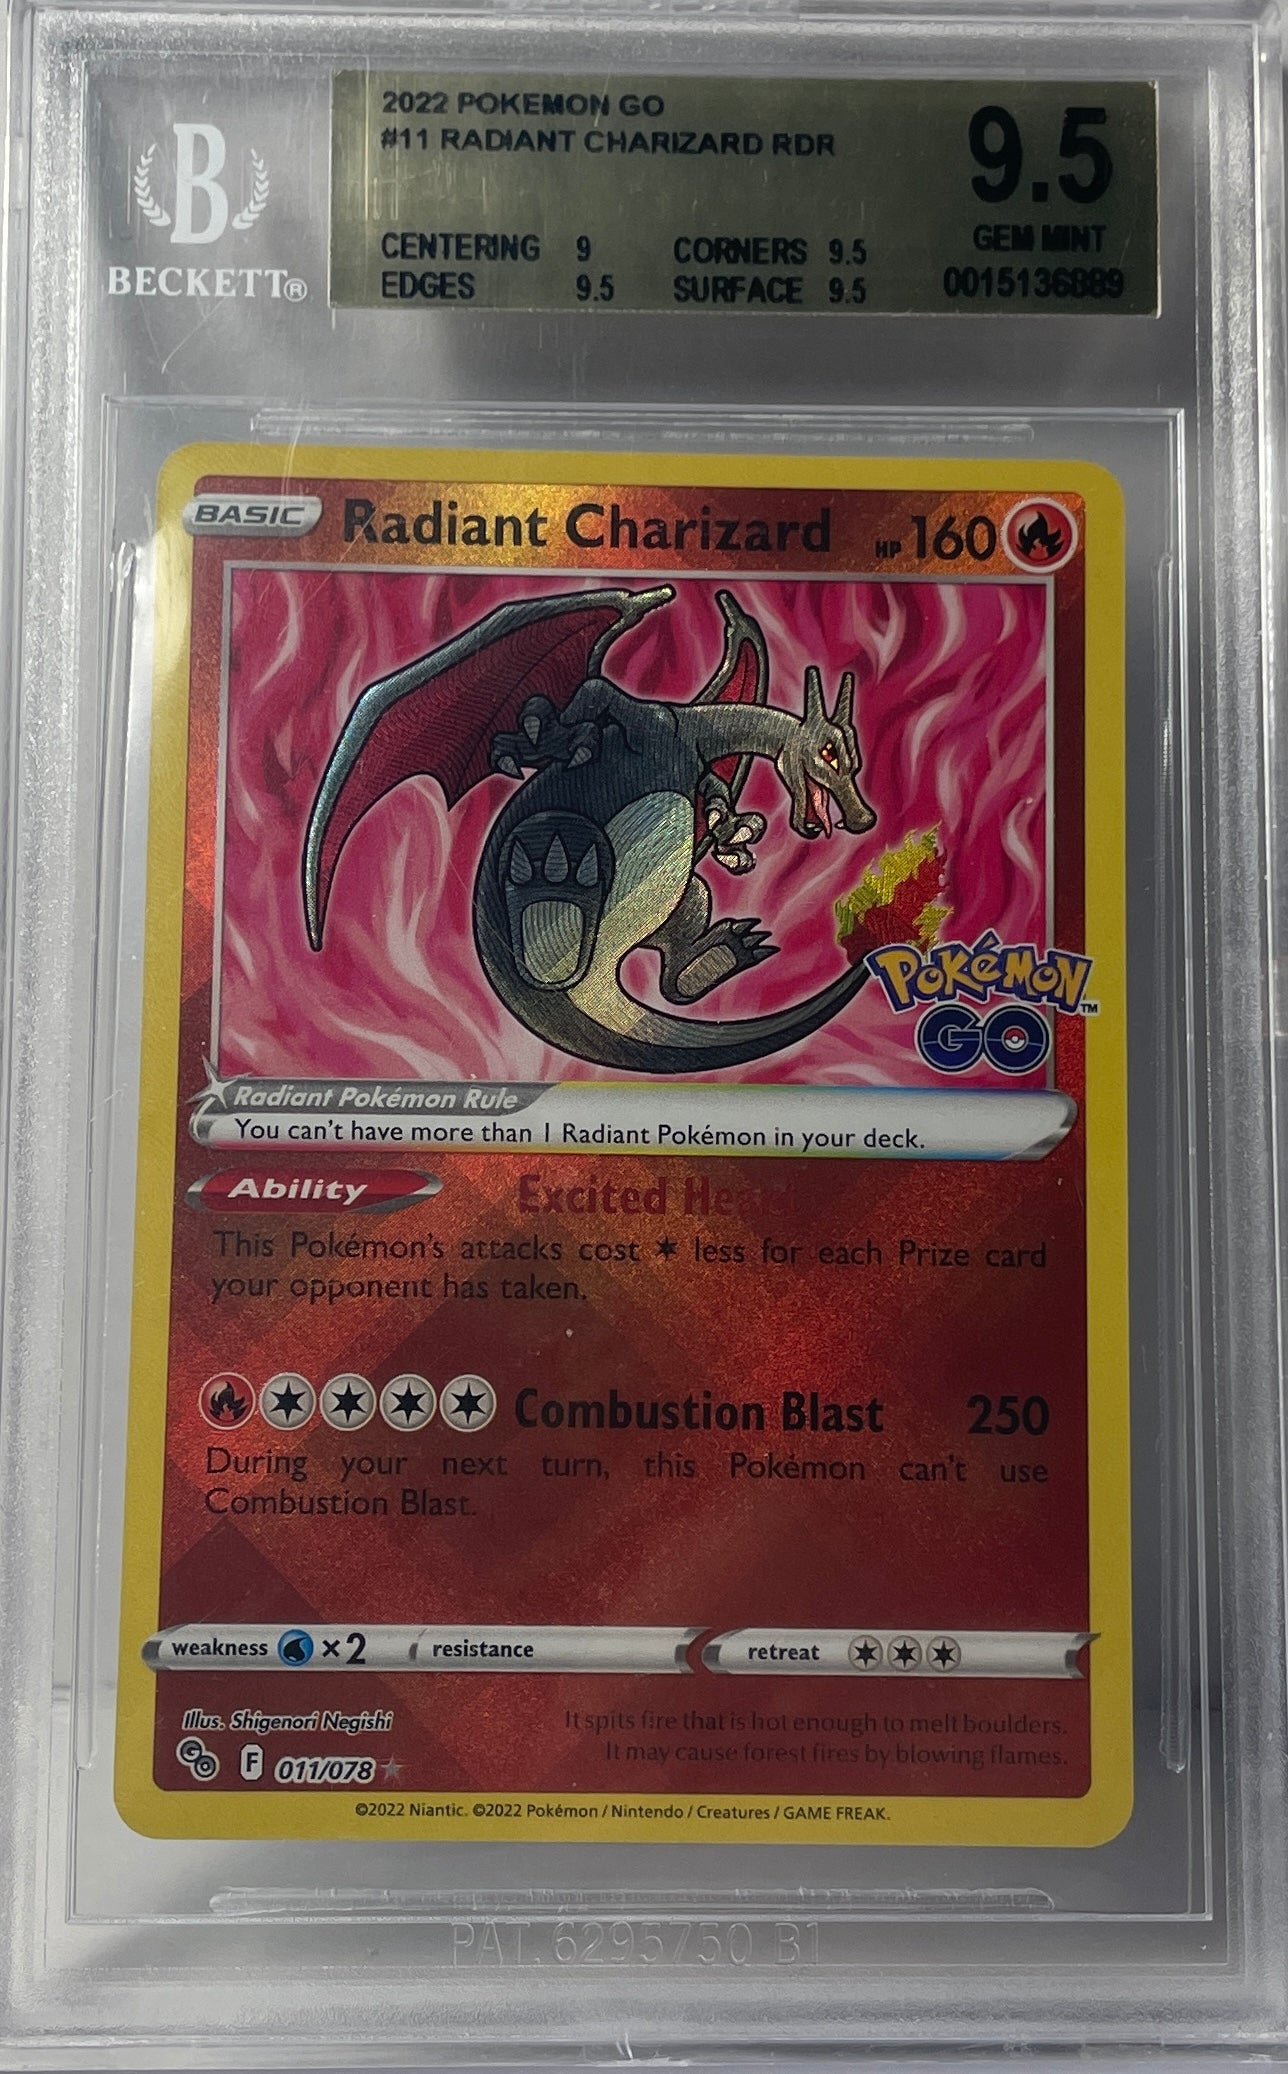 2022 POKEMON GO
#11 RADIANT CHARIZARD RDR
9.5
GEM MINT
0015136889
CENTERING 9 CORNERS 9.5
EDGES 9.5 SURFACE 9.5
B
BECKETT®
BASIC Radiant Charizard HP 160
POKéMON™
GO
Radiant Pokémon Rule
You can't have more than 1 Radiant Pokémon in your deck.
Ability Excited Heart
This Pokémon's attacks cost ✶ less for each Prize card
your opponent has taken.
Combustion Blast 250
During your next turn, this Pokémon can't use
Combustion Blast.
weakness ×2 resistance retreat
Illus. Shigenori Negishi
It spits fire that is hot enough to melt boulders.
It may cause forest fires by blowing flames.
GO F 011/078 ★
©2022 Niantic. ©2022 Pokémon / Nintendo / Creatures / GAME FREAK.
PAT. 6295750 B1